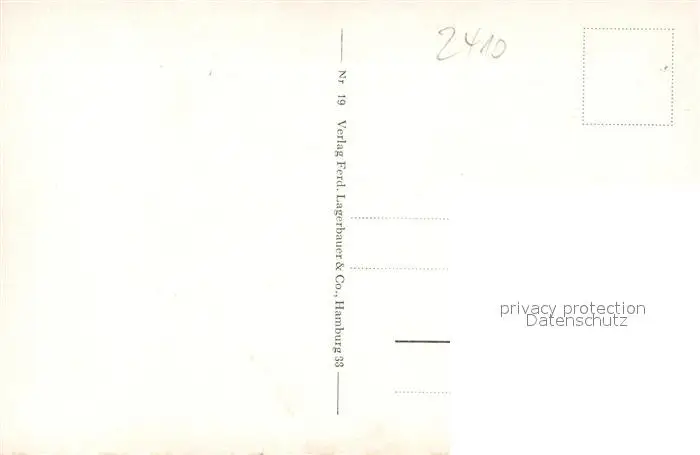 2410
Nr 19 Verlag Ferd. Lagerbauer & Co., Hamburg 33
privacy protection
Datenschutz